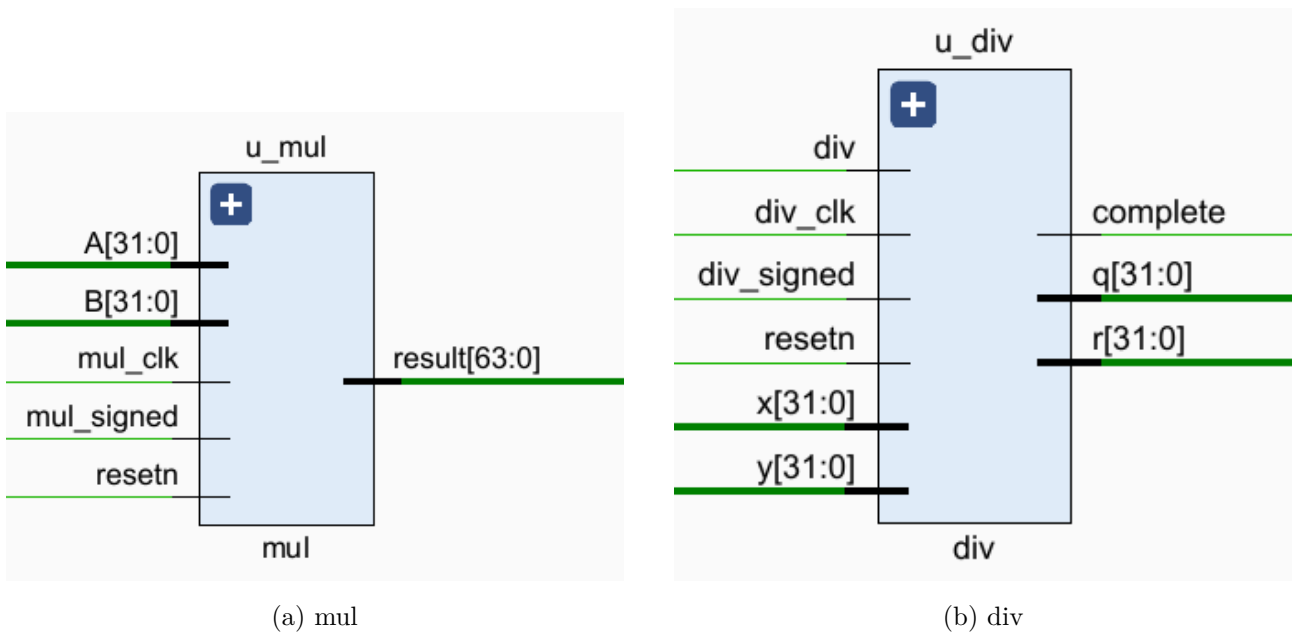 u_mul
A[31:0]
B[31:0]
mul_clk
mul_signed
resetn
result[63:0]
mul
(a) mul
u_div
div
div_clk
div_signed
resetn
x[31:0]
y[31:0]
complete
q[31:0]
r[31:0]
div
(b) div